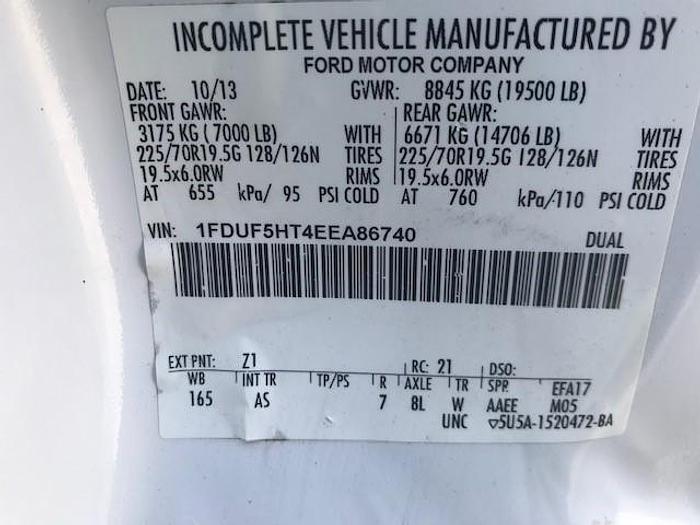 INCOMPLETE VEHICLE MANUFACTURED BY
FORD MOTOR COMPANY
DATE: 10/13 GVWR: 8845 KG (19500 LB)
FRONT GAWR: REAR GAWR:
3175 KG ( 7000 LB) WITH 6671 KG (14706 LB) WITH
225/70R19.5G 128/126N TIRES 225/70R19.5G 128/126N TIRES
19.5x6.0RW RIMS 19.5x6.0RW RIMS
AT 655 kPa/ 95 PSI COLD AT 760 kPa/110 PSI COLD
VIN: 1FDUF5HT4EEA86740 DUAL
EXT PNT: Z1 RC: 21 DSO:
WB INT TR TP/PS R AXLE TR SPR EFA17
165 AS 7 8L W AAEE M05
UNC ▽5U5A-1520472-BA